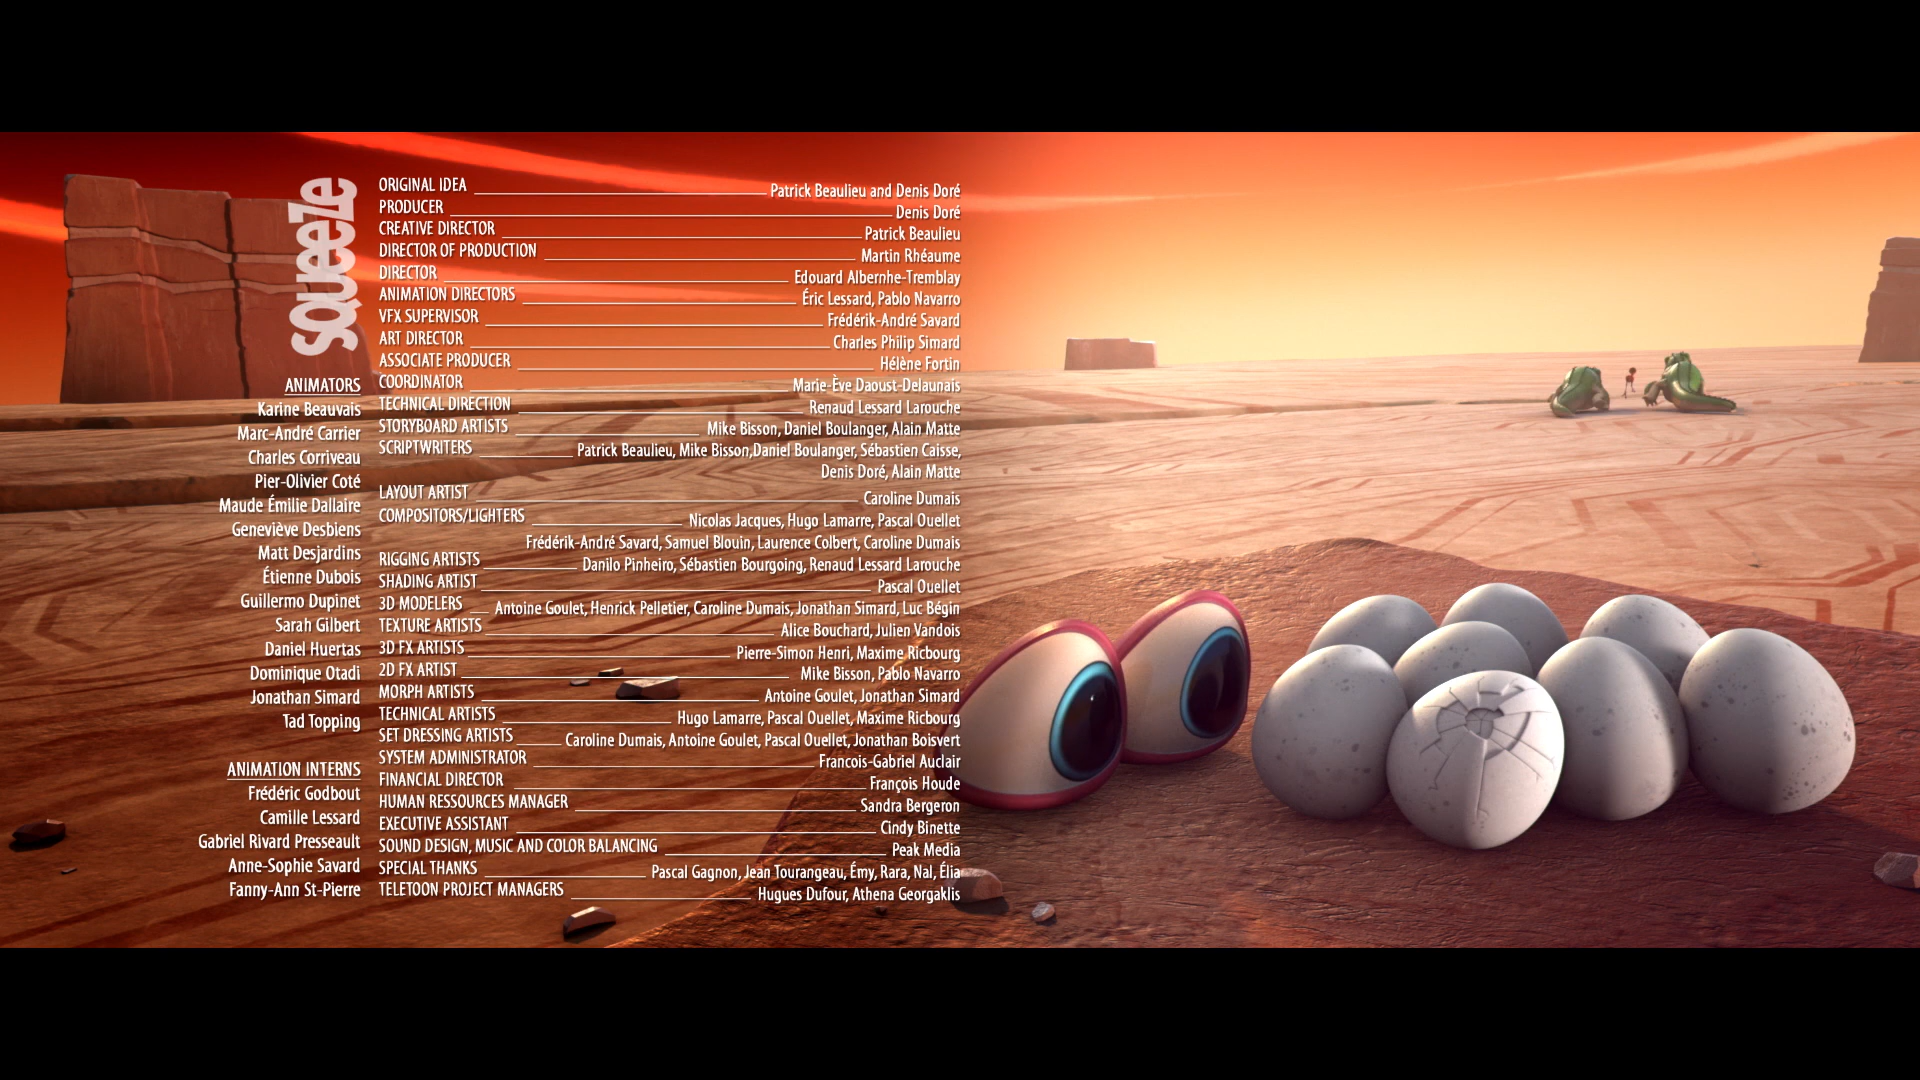 squeeze
ORIGINAL IDEA Patrick Beaulieu and Denis Doré
PRODUCER Denis Doré
CREATIVE DIRECTOR Patrick Beaulieu
DIRECTOR OF PRODUCTION Martin Rhéaume
DIRECTOR Edouard Albernhe-Tremblay
ANIMATION DIRECTORS Éric Lessard, Pablo Navarro
VFX SUPERVISOR Frédérik-André Savard
ART DIRECTOR Charles Philip Simard
ASSOCIATE PRODUCER Hélène Fortin
COORDINATOR Marie-Ève Daoust-Delaunais
TECHNICAL DIRECTION Renaud Lessard Larouche
STORYBOARD ARTISTS Mike Bisson, Daniel Boulanger, Alain Matte
SCRIPTWRITERS Patrick Beaulieu, Mike Bisson,Daniel Boulanger, Sébastien Caisse,
Denis Doré, Alain Matte
LAYOUT ARTIST Caroline Dumais
COMPOSITORS/LIGHTERS Nicolas Jacques, Hugo Lamarre, Pascal Ouellet
Frédérik-André Savard, Samuel Blouin, Laurence Colbert, Caroline Dumais
RIGGING ARTISTS Danilo Pinheiro, Sébastien Bourgoing, Renaud Lessard Larouche
SHADING ARTIST Pascal Ouellet
3D MODELERS Antoine Goulet, Henrick Pelletier, Caroline Dumais, Jonathan Simard, Luc Bégin
TEXTURE ARTISTS Alice Bouchard, Julien Vandois
3D FX ARTISTS Pierre-Simon Henri, Maxime Ricbourg
2D FX ARTIST Mike Bisson, Pablo Navarro
MORPH ARTISTS Antoine Goulet, Jonathan Simard
TECHNICAL ARTISTS Hugo Lamarre, Pascal Ouellet, Maxime Ricbourg
SET DRESSING ARTISTS Caroline Dumais, Antoine Goulet, Pascal Ouellet, Jonathan Boisvert
SYSTEM ADMINISTRATOR Francois-Gabriel Auclair
FINANCIAL DIRECTOR François Houde
HUMAN RESSOURCES MANAGER Sandra Bergeron
EXECUTIVE ASSISTANT Cindy Binette
SOUND DESIGN, MUSIC AND COLOR BALANCING Peak Media
SPECIAL THANKS Pascal Gagnon, Jean Tourangeau, Émy, Rara, Nal, Élia
TELETOON PROJECT MANAGERS Hugues Dufour, Athena Georgaklis
ANIMATORS
Karine Beauvais
Marc-André Carrier
Charles Corriveau
Pier-Olivier Coté
Maude Émilie Dallaire
Geneviève Desbiens
Matt Desjardins
Étienne Dubois
Guillermo Dupinet
Sarah Gilbert
Daniel Huertas
Dominique Otadi
Jonathan Simard
Tad Topping
ANIMATION INTERNS
Frédéric Godbout
Camille Lessard
Gabriel Rivard Presseault
Anne-Sophie Savard
Fanny-Ann St-Pierre